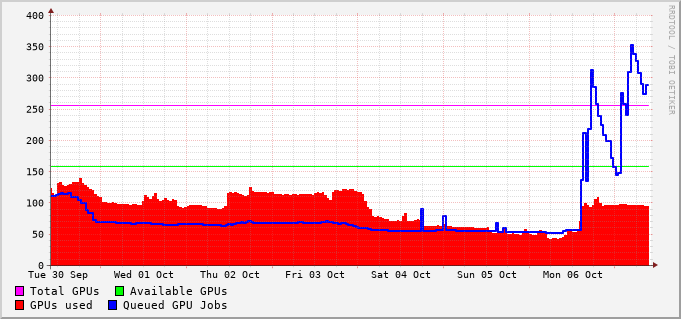 400
350
300
250
200
150
100
50
0
Tue 30 Sep Wed 01 Oct Thu 02 Oct Fri 03 Oct Sat 04 Oct Sun 05 Oct Mon 06 Oct
Total GPUs Available GPUs
GPUs used Queued GPU Jobs
RRDTOOL / TOBI OETIKER